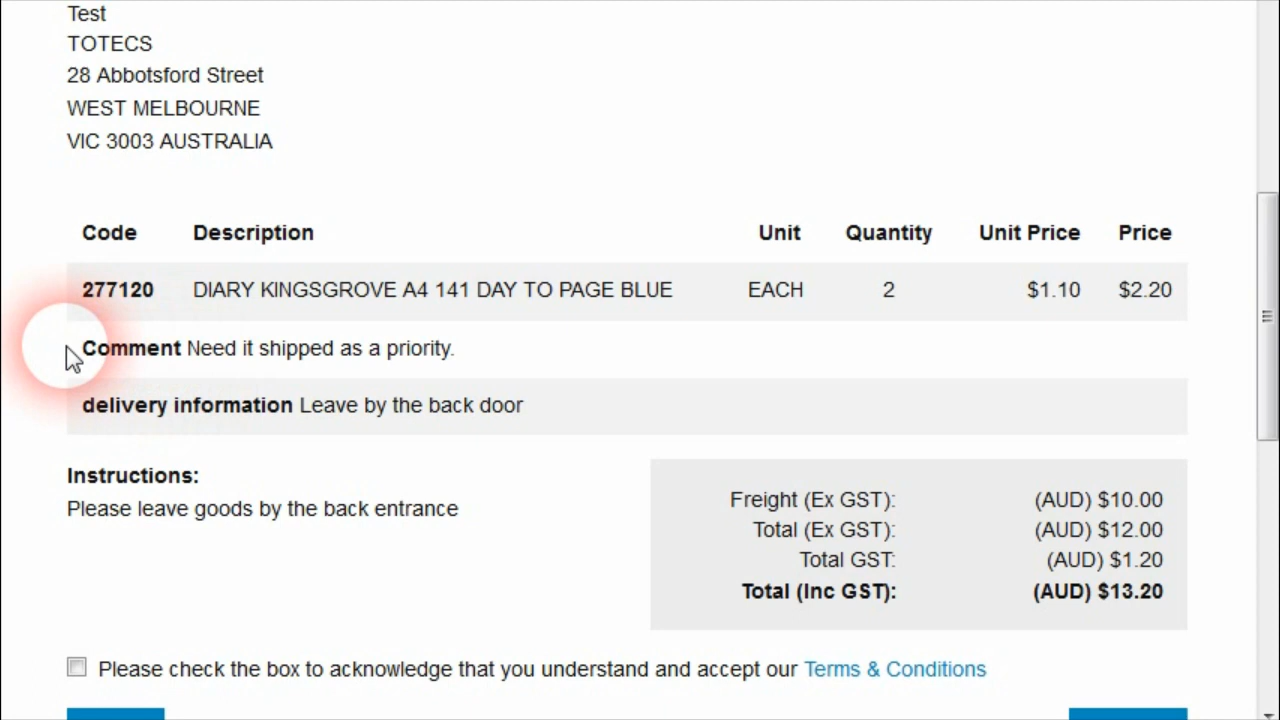 Test
TOTECS
28 Abbotsford Street
WEST MELBOURNE
VIC 3003 AUSTRALIA
Code Description Unit Quantity Unit Price Price
277120 DIARY KINGSGROVE A4 141 DAY TO PAGE BLUE EACH 2 $1.10 $2.20
Comment Need it shipped as a priority.
delivery information Leave by the back door
Instructions:
Please leave goods by the back entrance
Freight (Ex GST): (AUD) $10.00
Total (Ex GST): (AUD) $12.00
Total GST: (AUD) $1.20
Total (Inc GST): (AUD) $13.20
Please check the box to acknowledge that you understand and accept our Terms & Conditions